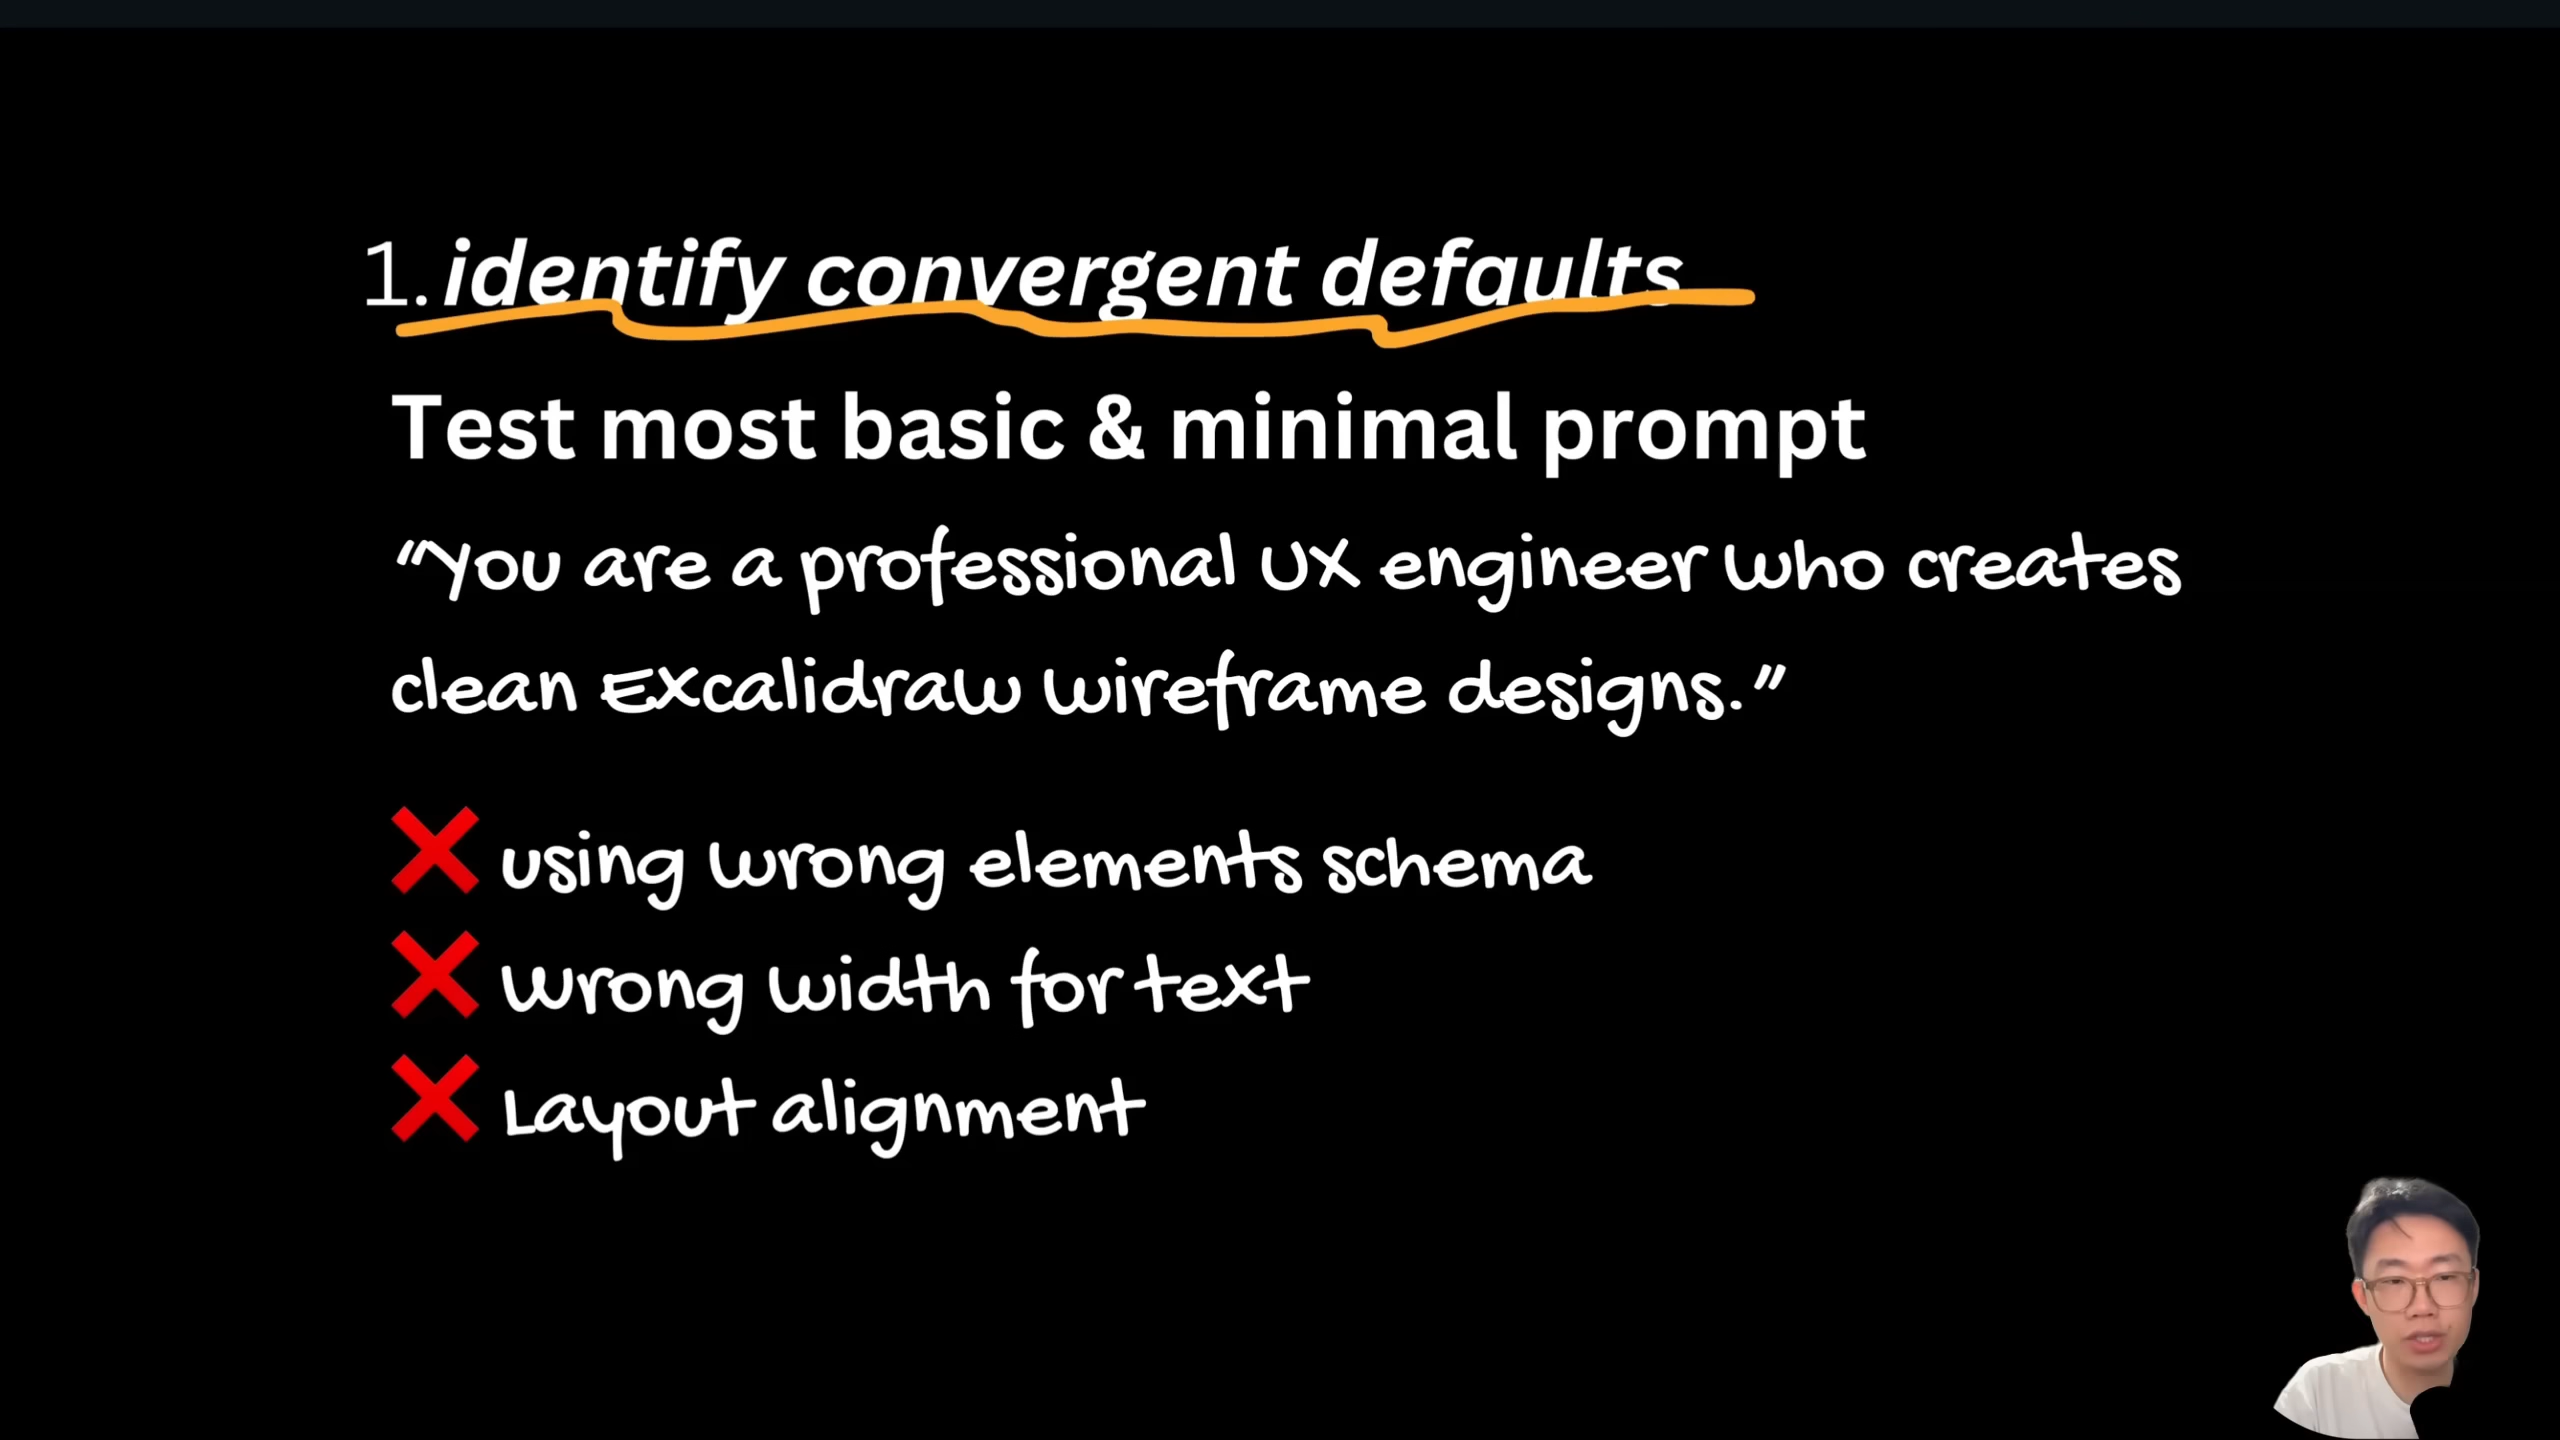 1. identify convergent defaults
Test most basic & minimal prompt
“You are a professional UX engineer who creates
clean Excalidraw wireframe designs.”
❌ using wrong elements schema
❌ Wrong width for text
❌ Layout alignment